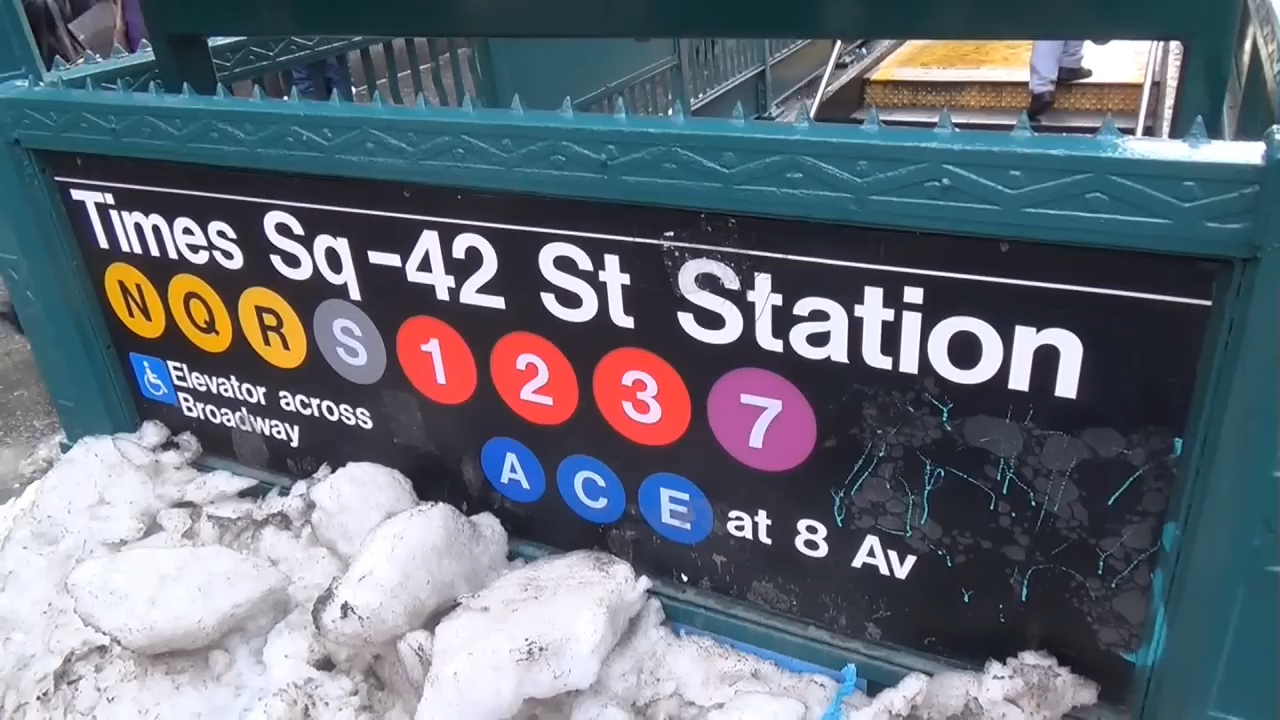 Times Sq-42 St Station
N Q R S 1 2 3 7
Elevator across
Broadway
A C E at 8 Av